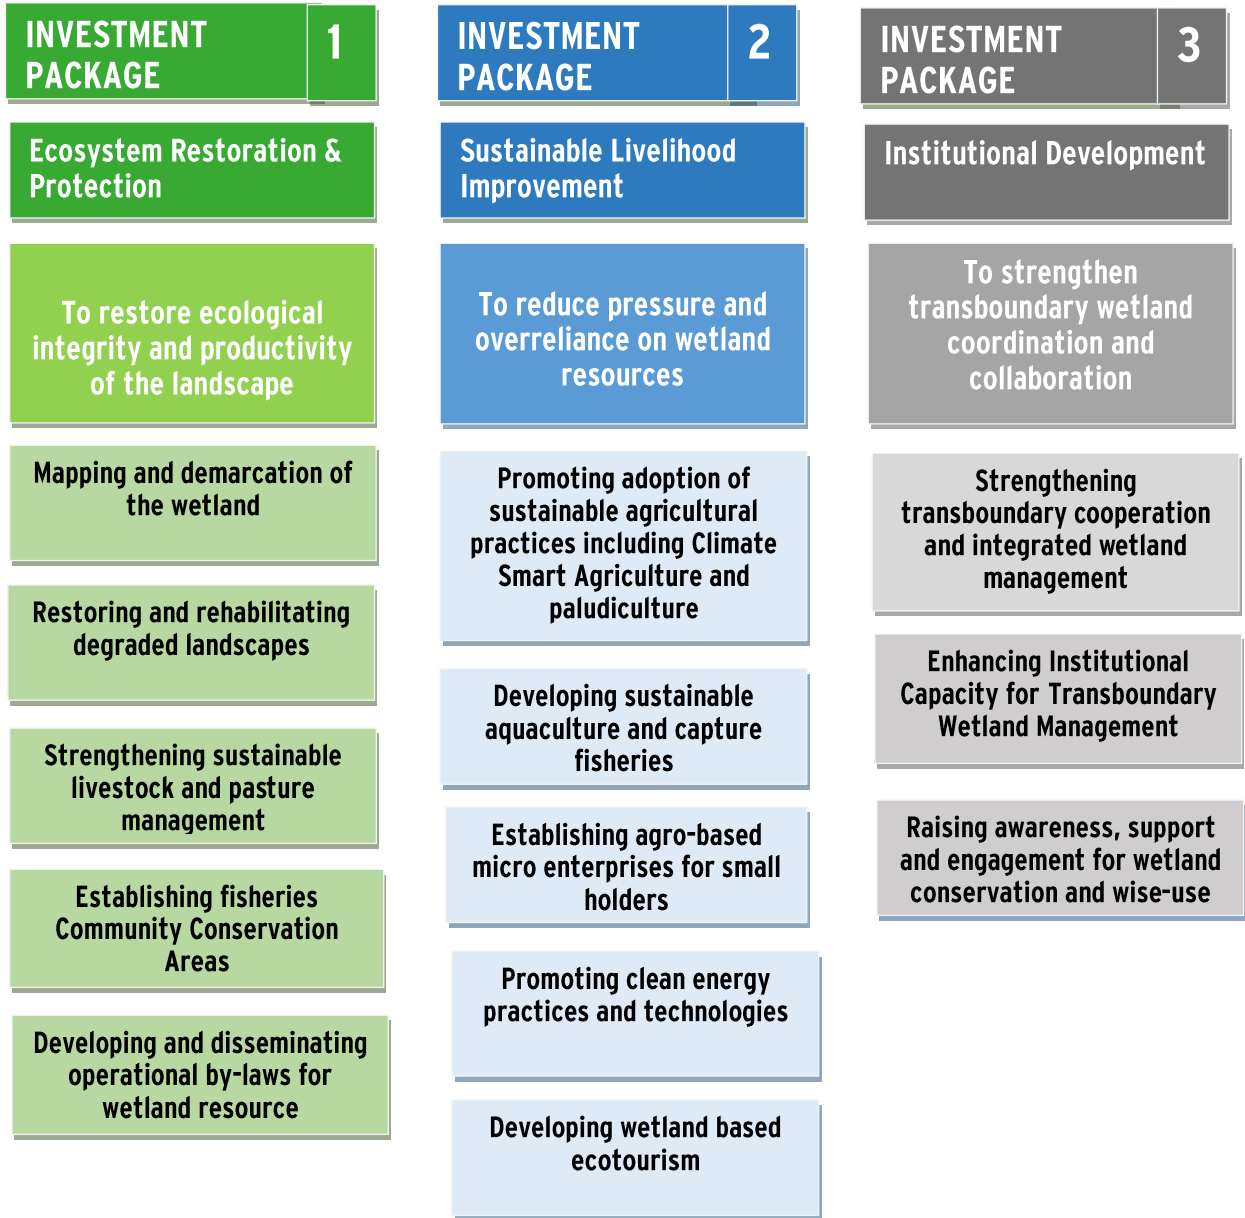 INVESTMENT
PACKAGE
1
Ecosystem Restoration &
Protection
To restore ecological
integrity and productivity
of the landscape
Mapping and demarcation of
the wetland
Restoring and rehabilitating
degraded landscapes
Strengthening sustainable
livestock and pasture
management
Establishing fisheries
Community Conservation
Areas
Developing and disseminating
operational by-laws for
wetland resource
INVESTMENT
PACKAGE
2
Sustainable Livelihood
Improvement
To reduce pressure and
overreliance on wetland
resources
Promoting adoption of
sustainable agricultural
practices including Climate
Smart Agriculture and
paludiculture
Developing sustainable
aquaculture and capture
fisheries
Establishing agro-based
micro enterprises for small
holders
Promoting clean energy
practices and technologies
Developing wetland based
ecotourism
INVESTMENT
PACKAGE
3
Institutional Development
To strengthen
transboundary wetland
coordination and
collaboration
Strengthening
transboundary cooperation
and integrated wetland
management
Enhancing Institutional
Capacity for Transboundary
Wetland Management
Raising awareness, support
and engagement for wetland
conservation and wise-use